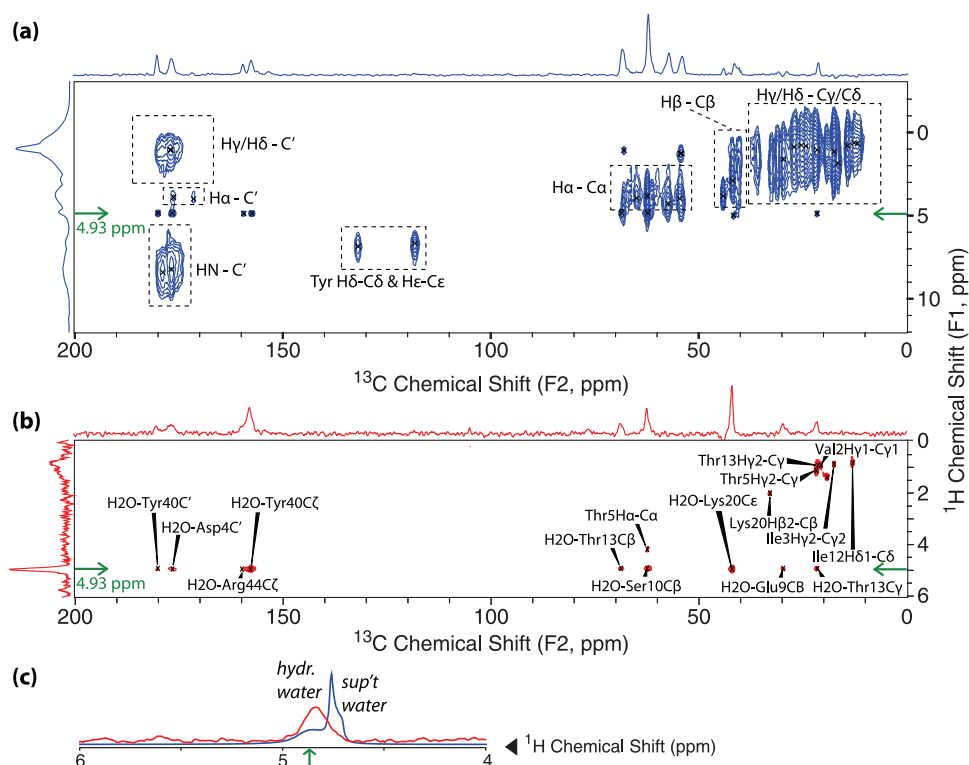 (a)
Hγ/Hδ - C′
Hα - C′
4.93 ppm
HN - C′
Tyr Hδ-Cδ & Hε-Cε
Hα - Cα
Hβ - Cβ
Hγ/Hδ - Cγ/Cδ
0
5
10
200
150
100
50
0
13C Chemical Shift (F2, ppm)
1H Chemical Shift (F1, ppm)
(b)
H2O-Tyr40C′
H2O-Asp4C′
H2O-Tyr40Cζ
H2O-Arg44Cζ
4.93 ppm
Thr13Hγ2-Cγ
Val2Hγ1-Cγ1
Thr5Hγ2-Cγ
H2O-Lys20Cε
Lys20Hβ2-Cβ
Ile3Hγ2-Cγ2
Thr5Hα-Cα
Ile12Hδ1-Cδ
H2O-Thr13Cβ
H2O-Ser10Cβ
H2O-Glu9CB
H2O-Thr13Cγ
0
2
4
6
200
150
100
50
0
13C Chemical Shift (F2, ppm)
(c)
hydr. water
sup't water
6
5
4
1H Chemical Shift (ppm)